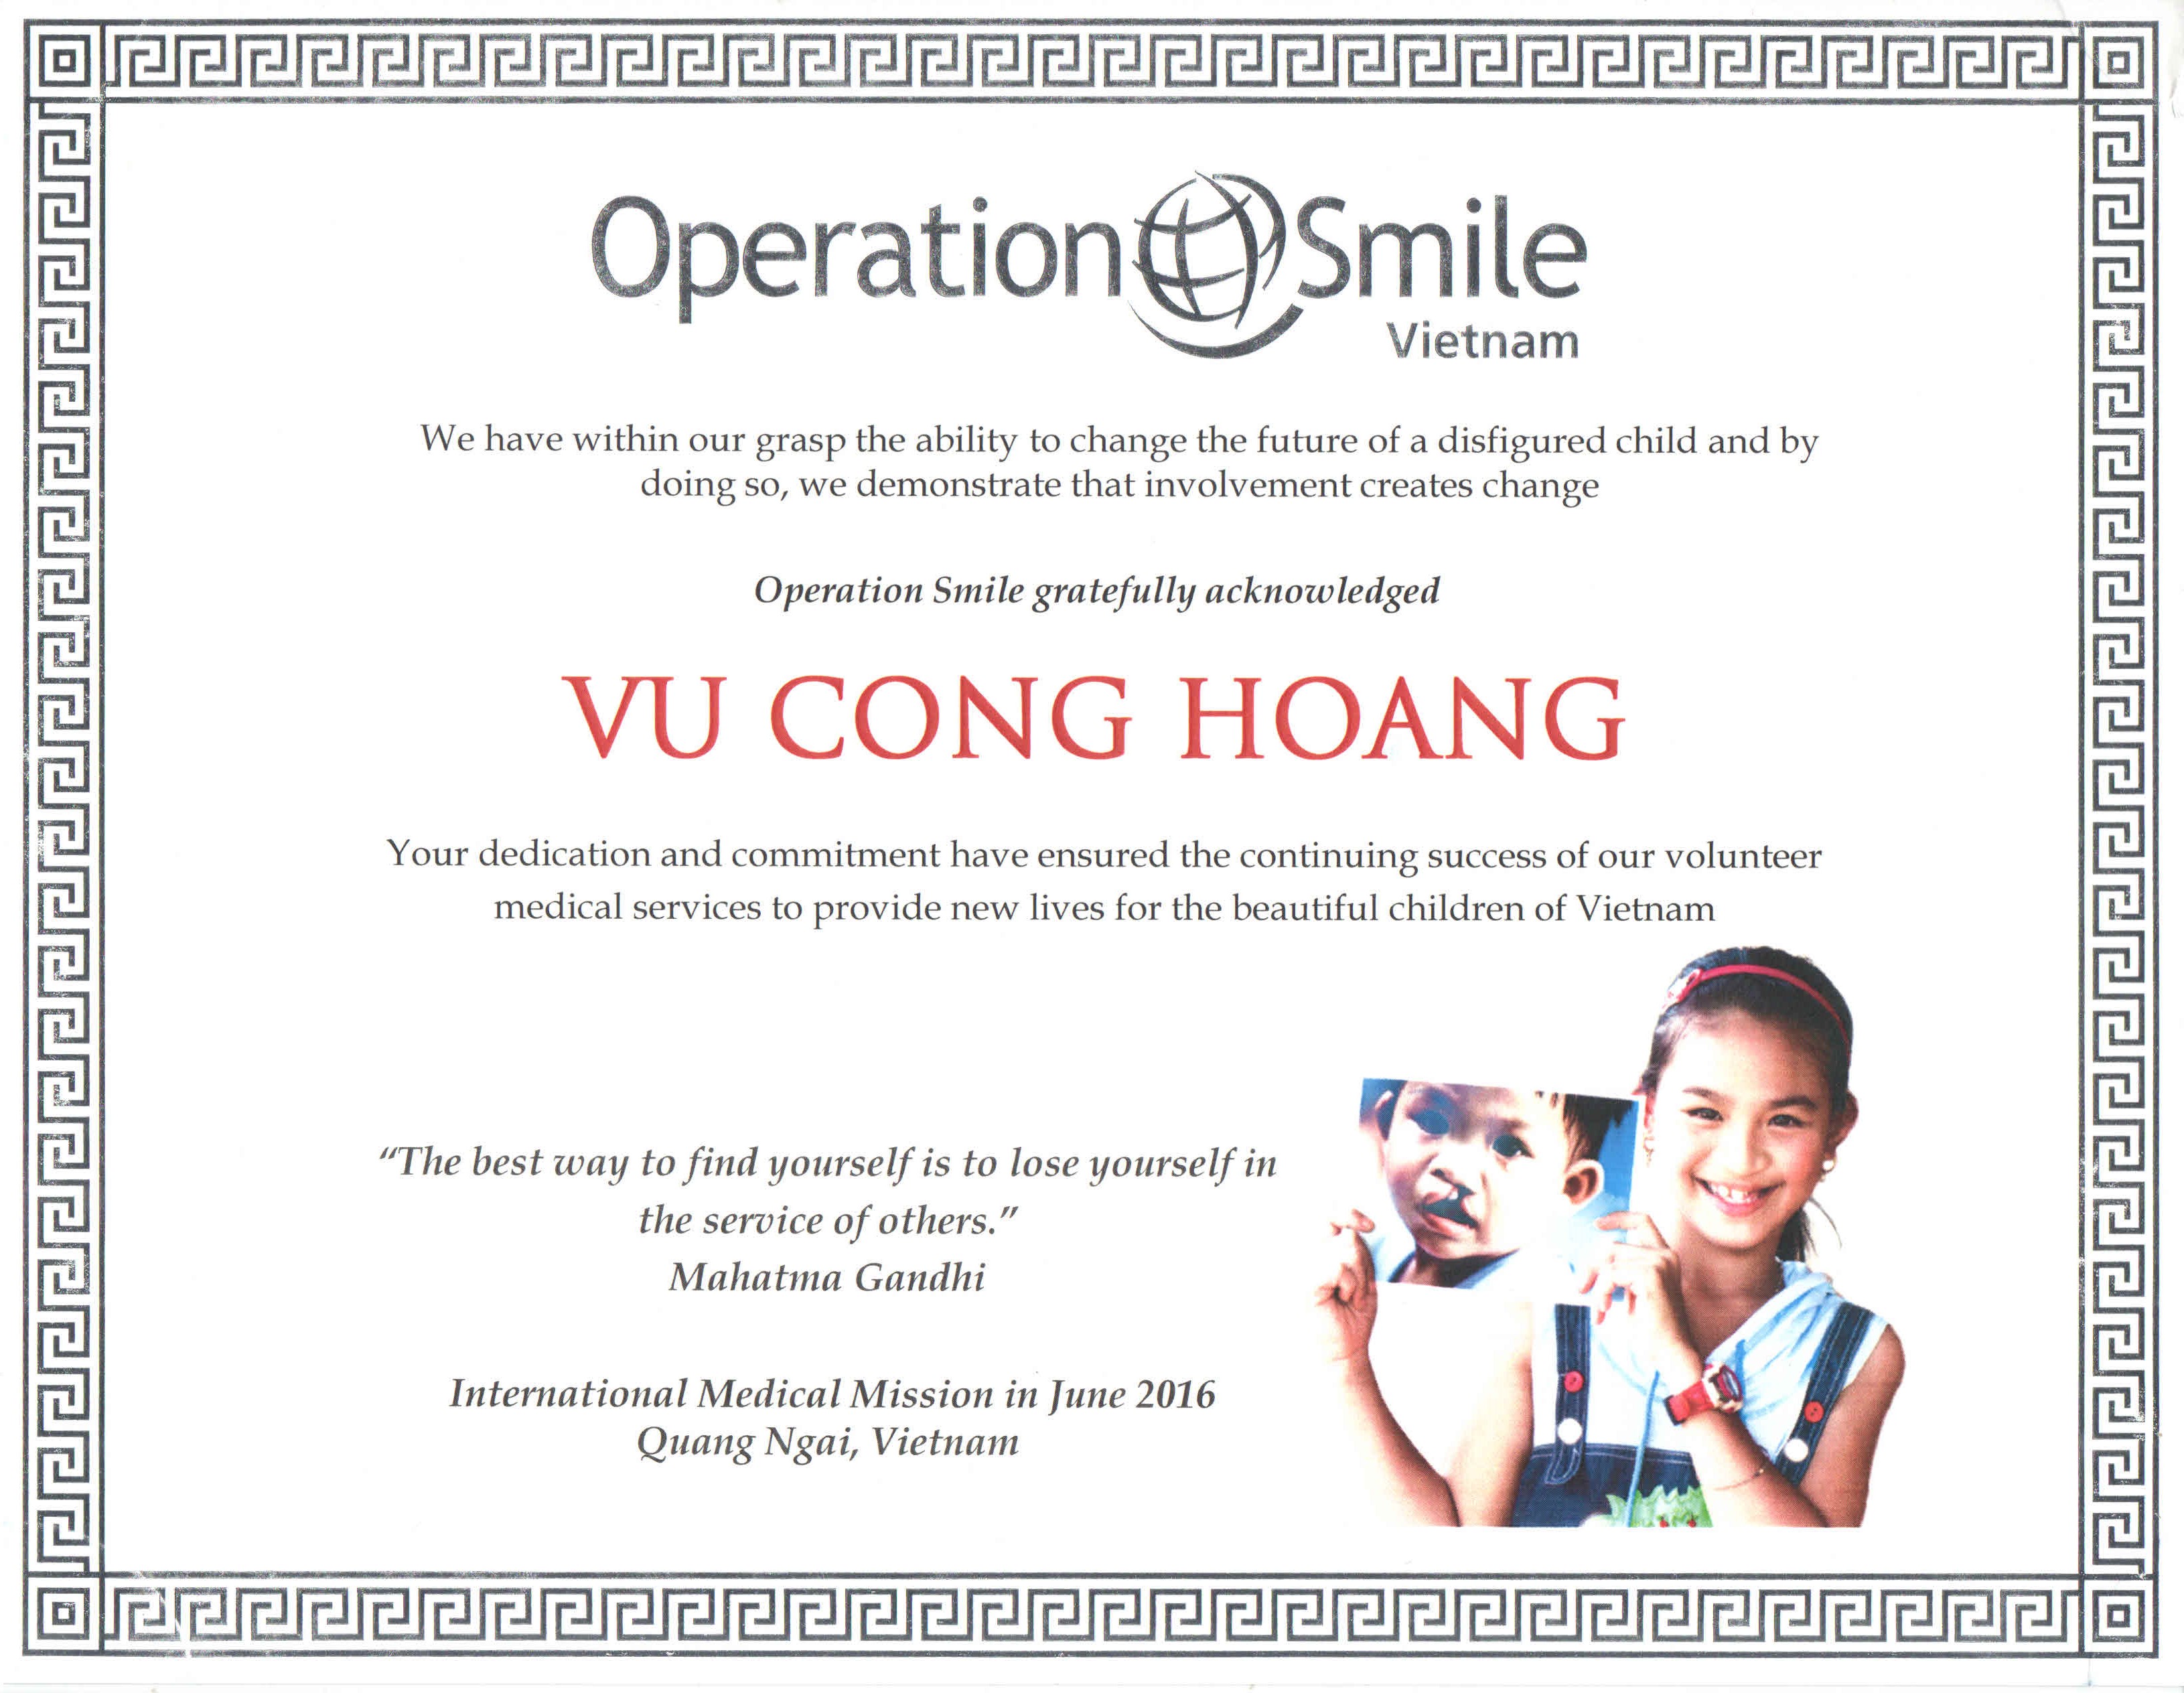 Operation Smile
Vietnam
We have within our grasp the ability to change the future of a disfigured child and by
doing so, we demonstrate that involvement creates change
Operation Smile gratefully acknowledged
VU CONG HOANG
Your dedication and commitment have ensured the continuing success of our volunteer
medical services to provide new lives for the beautiful children of Vietnam
“The best way to find yourself is to lose yourself in
the service of others.”
Mahatma Gandhi
International Medical Mission in June 2016
Quang Ngai, Vietnam